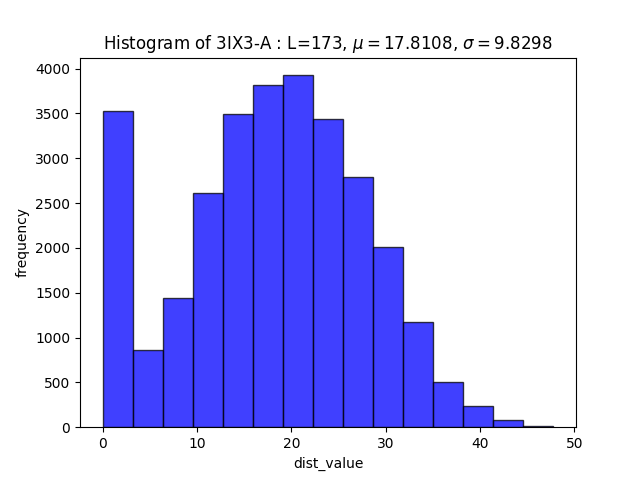 Histogram of 3IX3-A : L=173, μ = 17.8108, σ = 9.8298
4000
3500
3000
2500
2000
1500
1000
500
0
frequency
0 10 20 30 40 50
dist_value